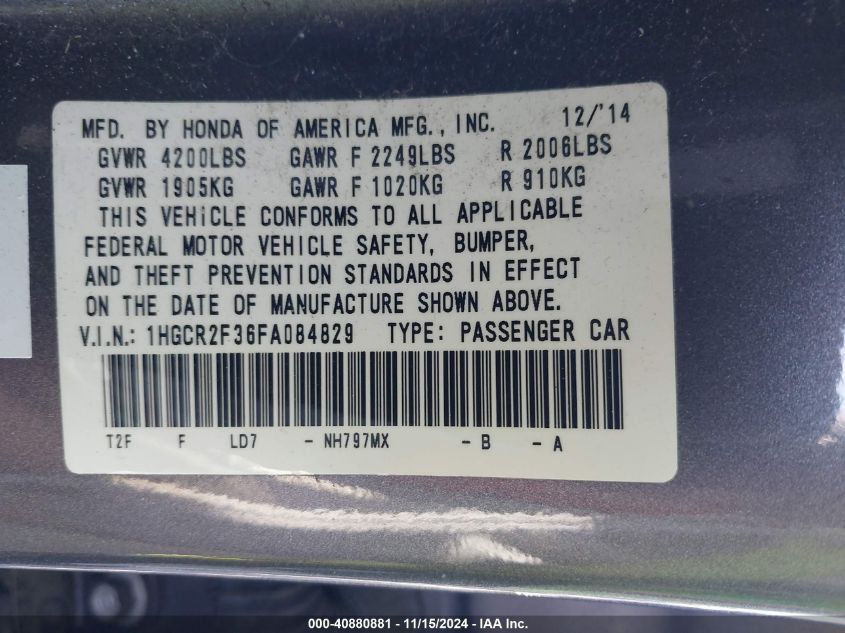 MFD. BY HONDA OF AMERICA MFG., INC. 12/'14
GVWR 4200LBS GAWR F 2249LBS R 2006LBS
GVWR 1905KG GAWR F 1020KG R 910KG
THIS VEHICLE CONFORMS TO ALL APPLICABLE
FEDERAL MOTOR VEHICLE SAFETY, BUMPER,
AND THEFT PREVENTION STANDARDS IN EFFECT
ON THE DATE OF MANUFACTURE SHOWN ABOVE.
V.I.N.: 1HGCR2F36FA084829 TYPE: PASSENGER CAR
T2F F LD7 - NH797MX - B - A
000-40880881 - 11/15/2024 - IAA Inc.